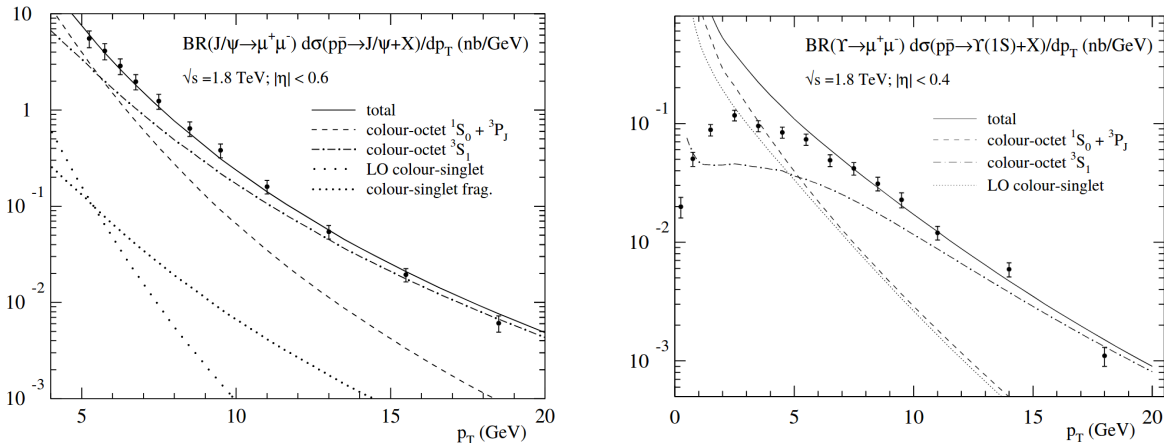 BR(J/ψ→μ⁺μ⁻) dσ(pp̄→J/ψ+X)/dp_T (nb/GeV)
√s =1.8 TeV; |η| < 0.6
total
colour-octet ¹S₀ + ³P_J
colour-octet ³S₁
LO colour-singlet
colour-singlet frag.
10
1
10⁻¹
10⁻²
10⁻³
5
10
15
20
p_T (GeV)
BR(ϒ→μ⁺μ⁻) dσ(pp̄→ϒ(1S)+X)/dp_T (nb/GeV)
√s =1.8 TeV; |η| < 0.4
total
colour-octet ¹S₀ + ³P_J
colour-octet ³S₁
LO colour-singlet
10⁻¹
10⁻²
10⁻³
0
5
10
15
20
p_T (GeV)